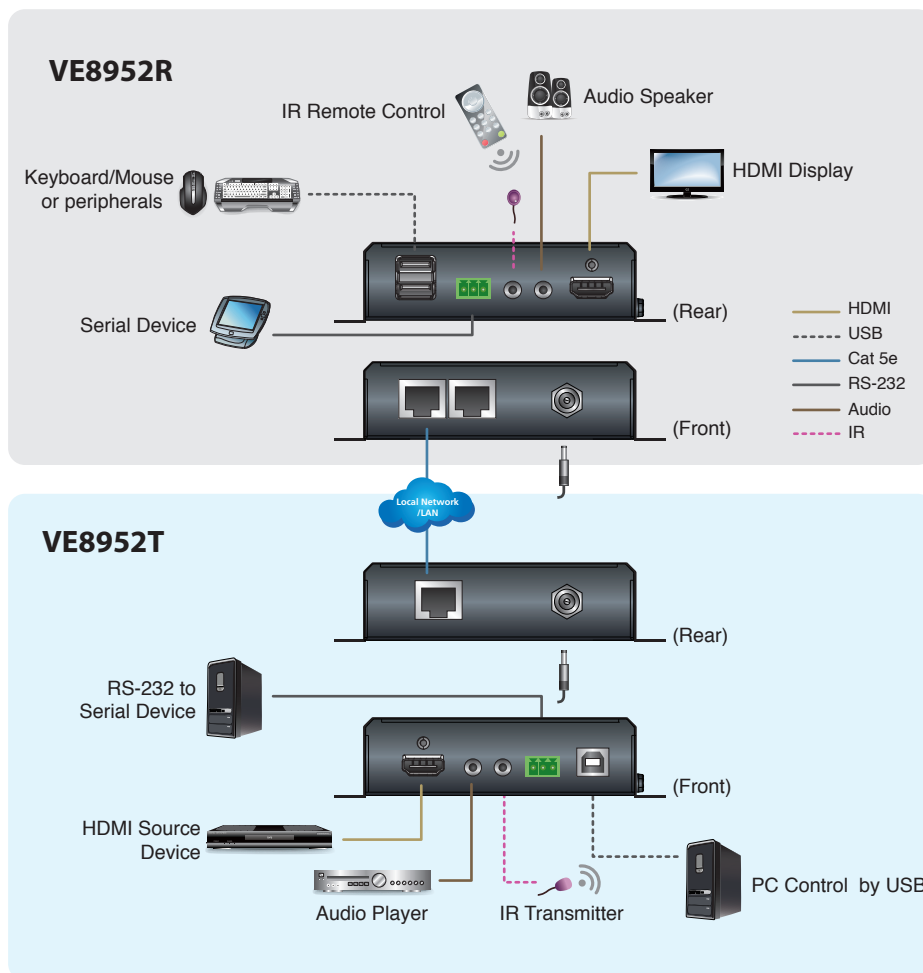 VE8952R
IR Remote Control
Audio Speaker
Keyboard/Mouse
or peripherals
HDMI Display
Serial Device
(Rear)
HDMI
USB
Cat 5e
RS-232
Audio
IR
(Front)
Local Network
/LAN
VE8952T
(Rear)
RS-232 to
Serial Device
(Front)
HDMI Source
Device
Audio Player
IR Transmitter
PC Control by USB